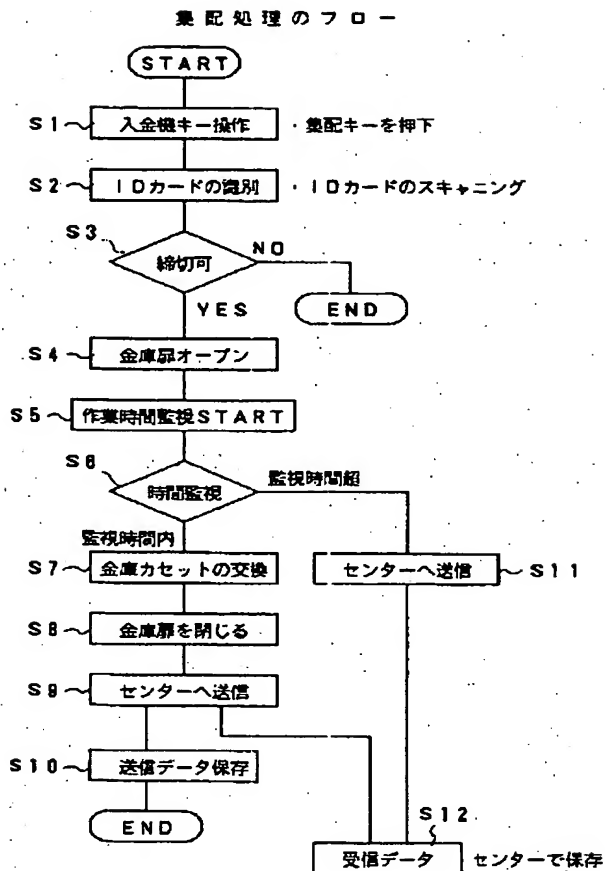 集配処理のフロー
START
S1 入金機キー操作 ・集配キーを押下
S2 IDカードの識別 ・IDカードのスキャニング
S3
締切可
NO
YES
END
S4 金庫扉オープン
S5 作業時間監視START
S6
時間監視
監視時間超
監視時間内
S7 金庫カセットの交換
センターへ送信 S11
S8 金庫扉を閉じる
S9 センターへ送信
S10 送信データ保存
END
S12
受信データ センターで保存